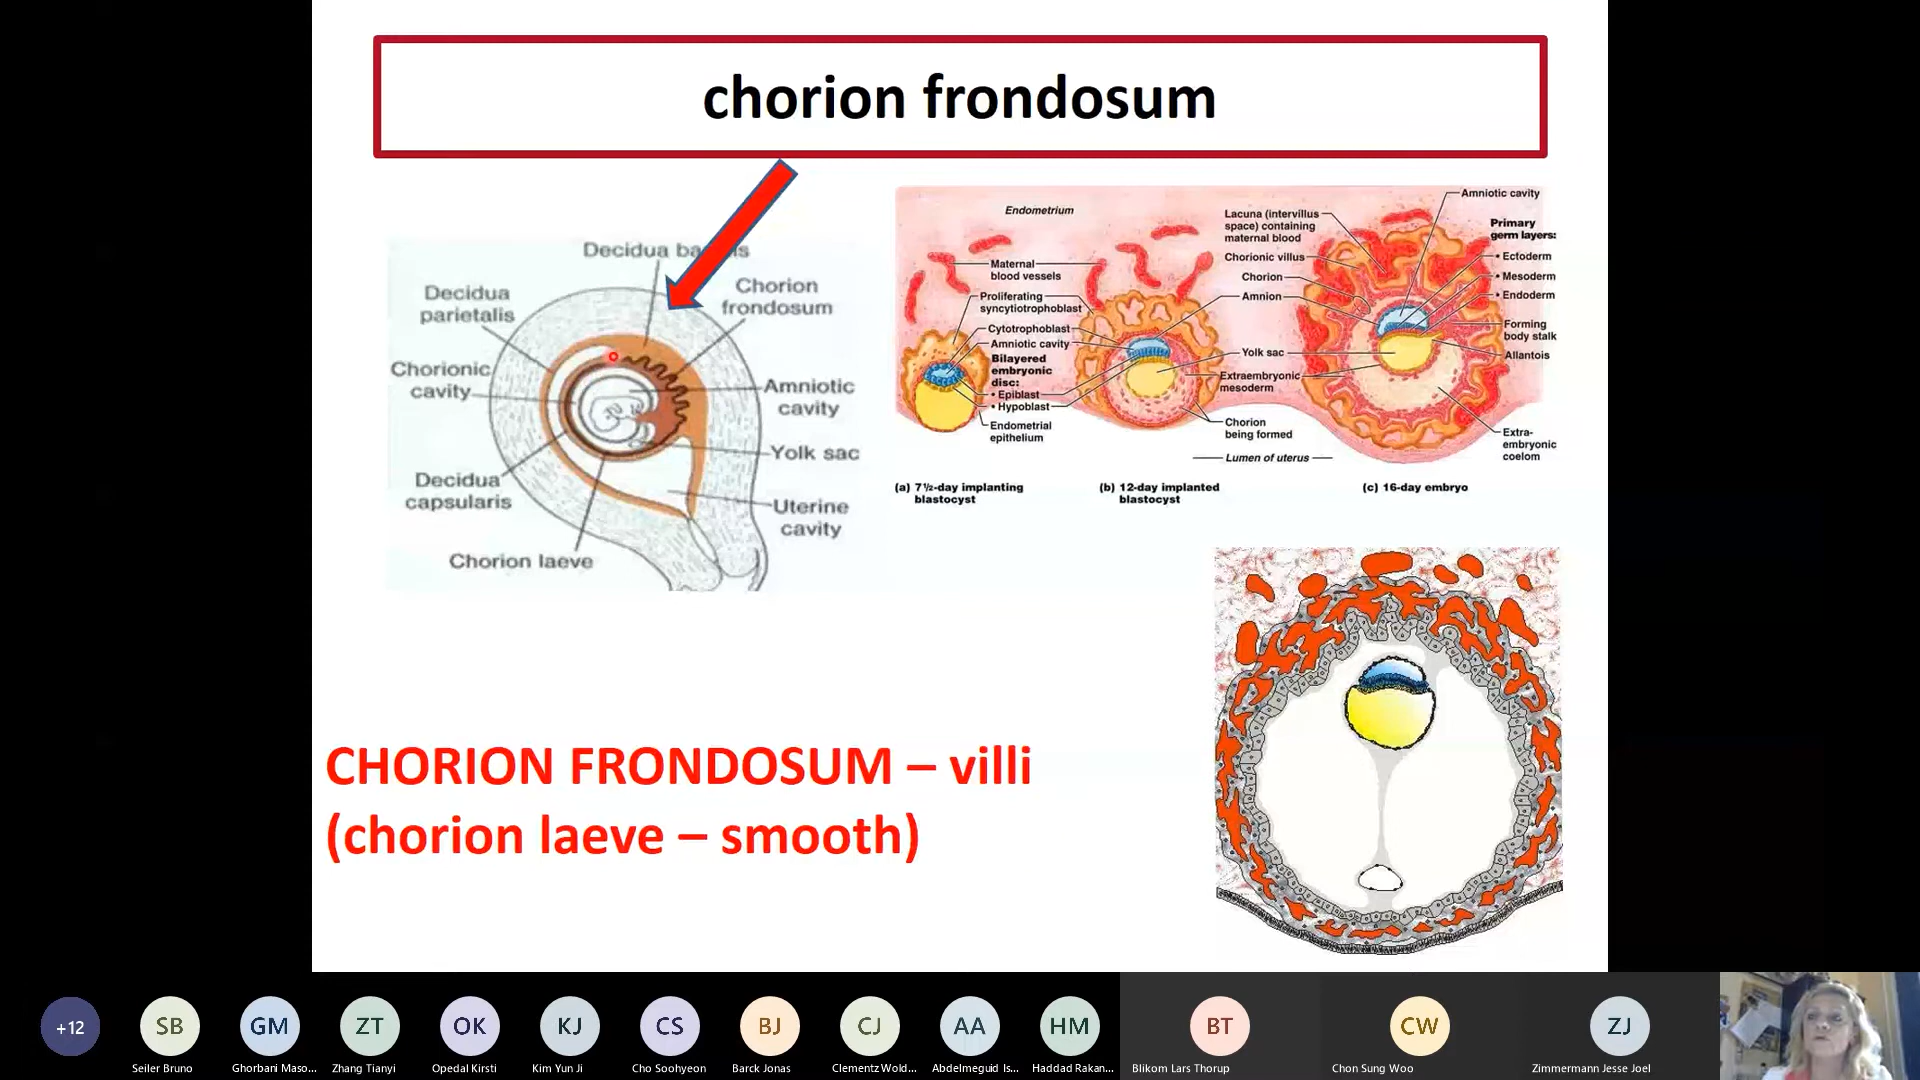 chorion frondosum
Decidua ba    s
Decidua
parietalis
Chorion
frondosum
Chorionic
cavity
Amniotic
cavity
Yolk sac
Decidua
capsularis
Uterine
cavity
Chorion laeve
Endometrium
Maternal
blood vessels
Proliferating
syncytiotrophoblast
Cytotrophoblast
Amniotic cavity
Bilayered
embryonic
disc:
• Epiblast
• Hypoblast
Endometrial
epithelium
Lacuna (intervillus
space) containing
maternal blood
Chorionic villus
Chorion
Amnion
Yolk sac
Extraembryonic
mesoderm
Chorion
being formed
Lumen of uterus
Amniotic cavity
Primary
germ layers:
• Ectoderm
• Mesoderm
• Endoderm
Forming
body stalk
Allantois
Extra-
embryonic
coelom
(a) 7½-day implanting
blastocyst
(b) 12-day implanted
blastocyst
(c) 16-day embryo
CHORION FRONDOSUM – villi
(chorion laeve – smooth)
+12
SB
GM
ZT
OK
KJ
CS
BJ
CJ
AA
HM
BT
CW
ZJ
Seiler Bruno
Ghorbani Maso...
Zhang Tianyi
Opedal Kirsti
Kim Yun Ji
Cho Soohyeon
Barck Jonas
Clementz Wold...
Abdelmeguid Is...
Haddad Rakan...
Blikom Lars Thorup
Chon Sung Woo
Zimmermann Jesse Joel